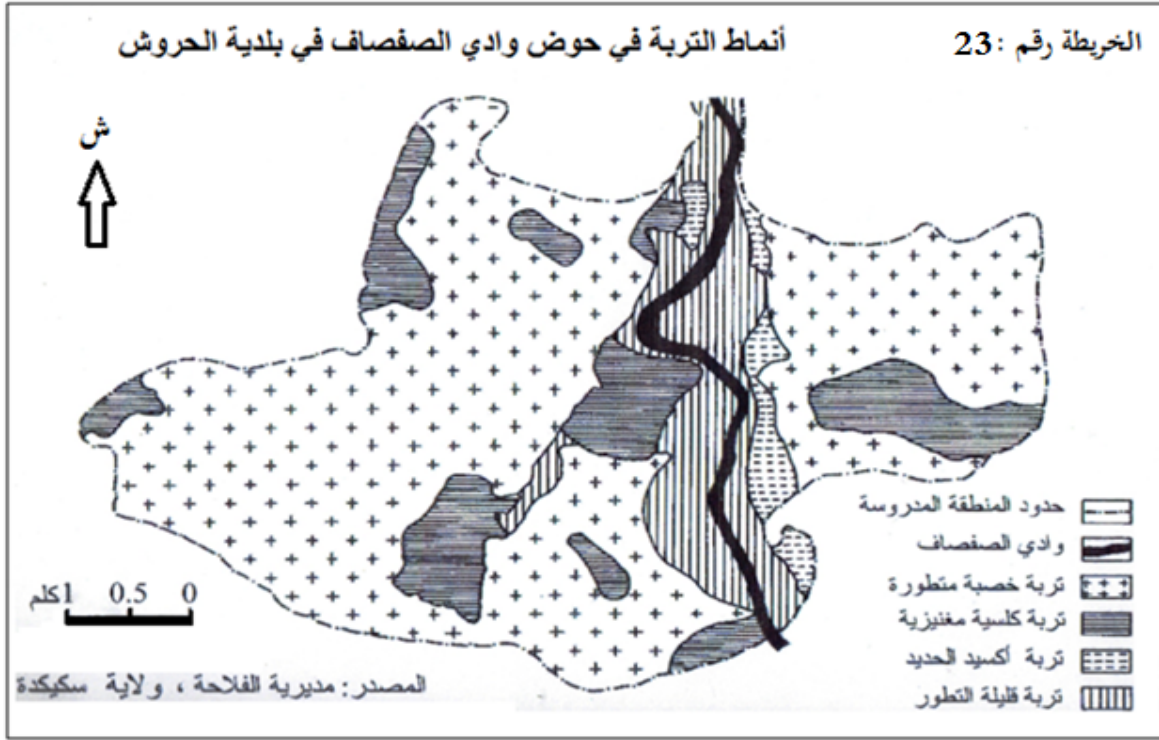 الخريطة رقم :23
أنماط التربة في حوض وادي الصفصاف في بلدية الحروش
ش
حدود المنطقة المدروسة
وادي الصفصاف
تربة خصبة متطورة
تربة كلسية مغنيزية
تربة أكسيد الحديد
تربة قليلة التطور
0 0.5 1كلم
المصدر: مديرية الفلاحة ، ولاية سكيكدة